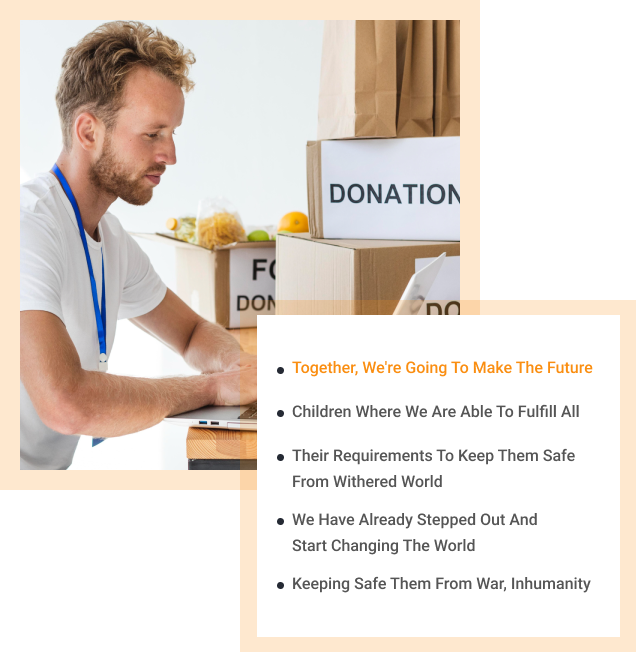 DONATION
FO
DON
DO
Together, We're Going To Make The Future
Children Where We Are Able To Fulfill All
Their Requirements To Keep Them Safe
From Withered World
We Have Already Stepped Out And
Start Changing The World
Keeping Safe Them From War, Inhumanity